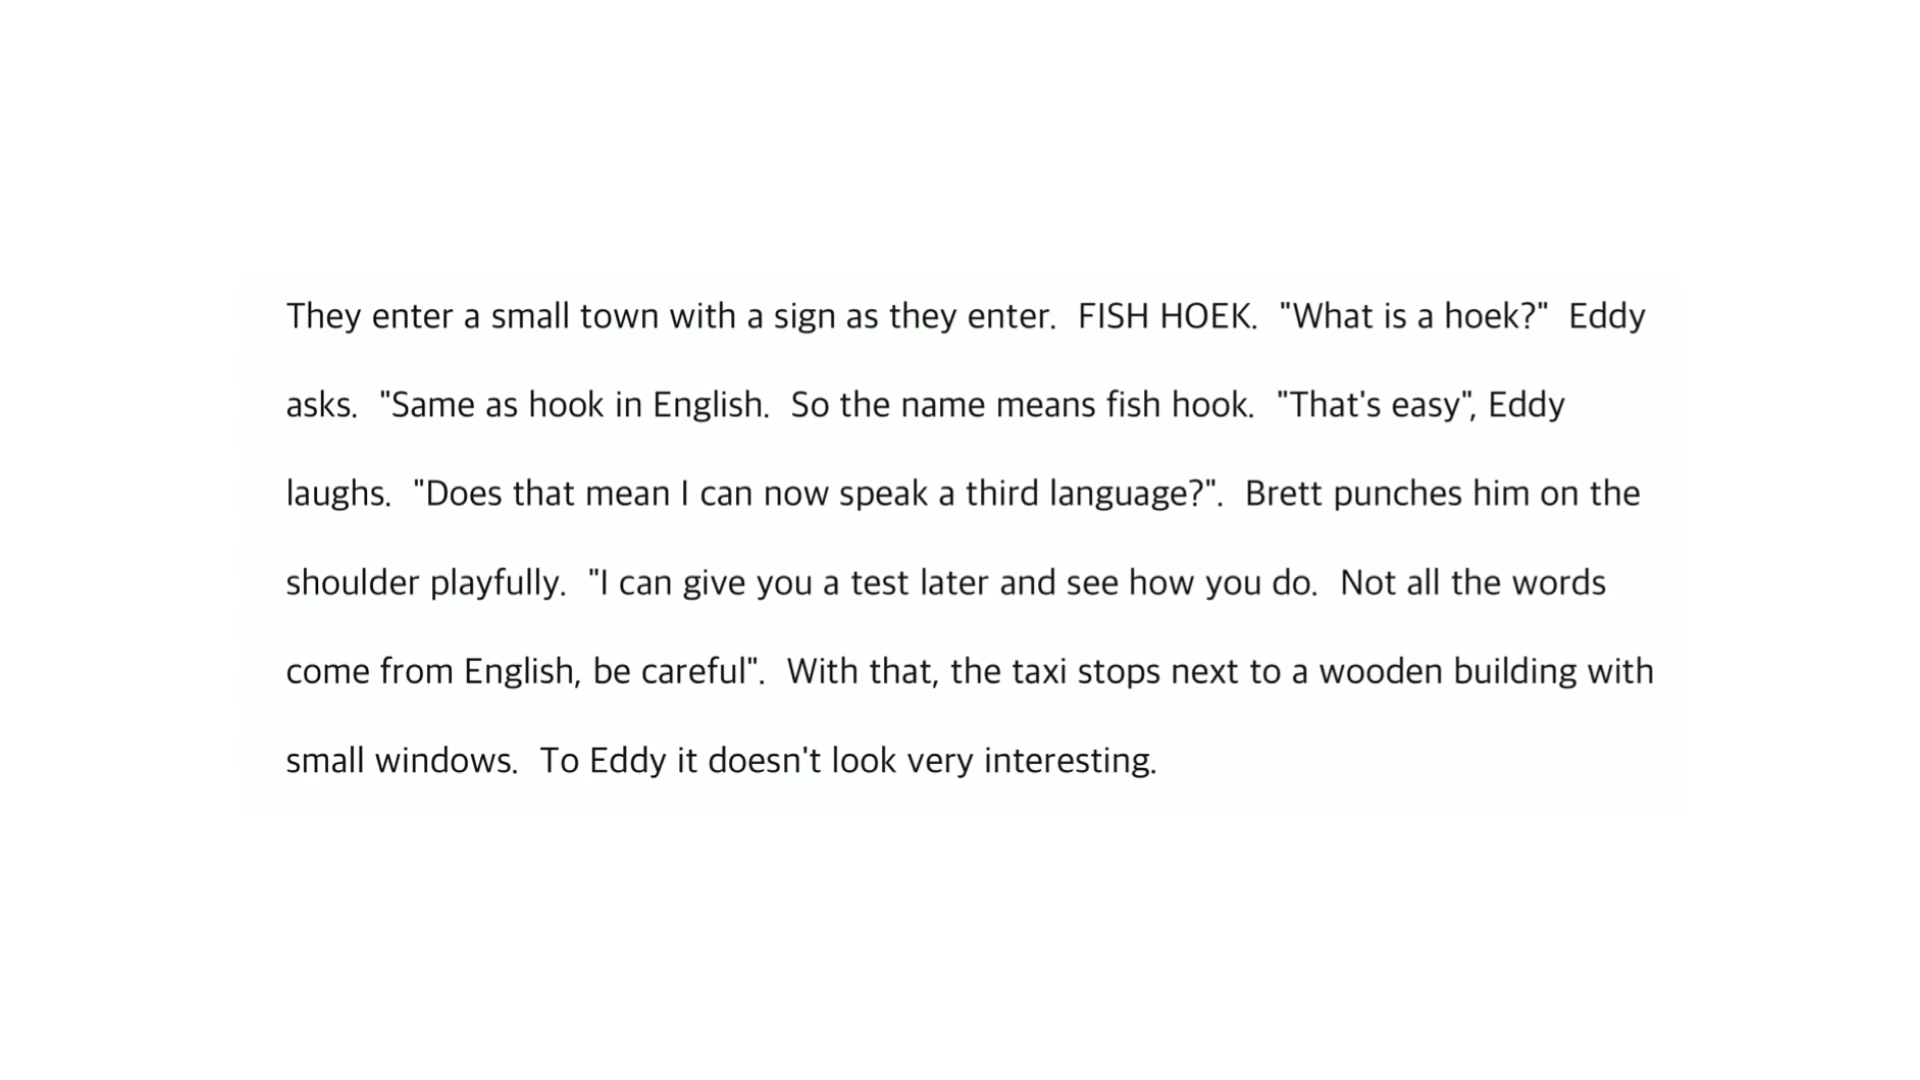 They enter a small town with a sign as they enter.  FISH HOEK.  "What is a hoek?"  Eddy
asks.  "Same as hook in English.  So the name means fish hook.  "That's easy", Eddy
laughs.  "Does that mean I can now speak a third language?".  Brett punches him on the
shoulder playfully.  "I can give you a test later and see how you do.  Not all the words
come from English, be careful".  With that, the taxi stops next to a wooden building with
small windows.  To Eddy it doesn't look very interesting.